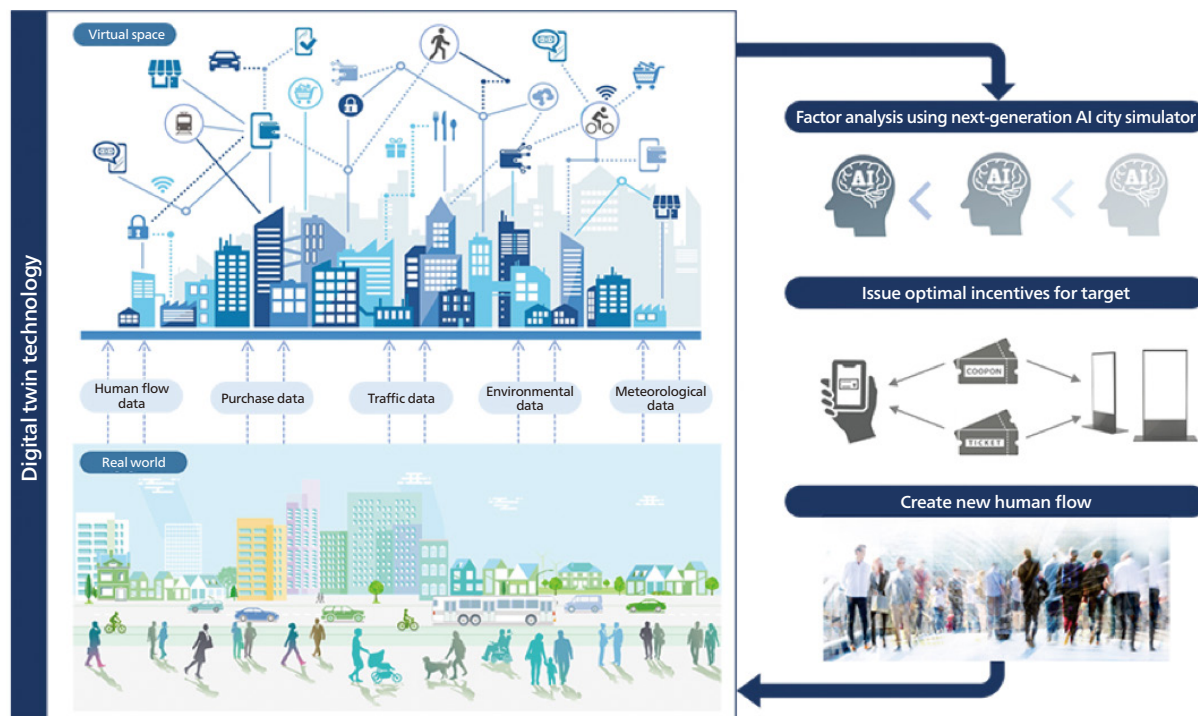 Digital twin technology
Virtual space
Human flow
data
Purchase data
Traffic data
Environmental
data
Meteorological
data
Real world
Factor analysis using next-generation AI city simulator
AI
AI
AI
Issue optimal incentives for target
COOPON
TICKET
Create new human flow